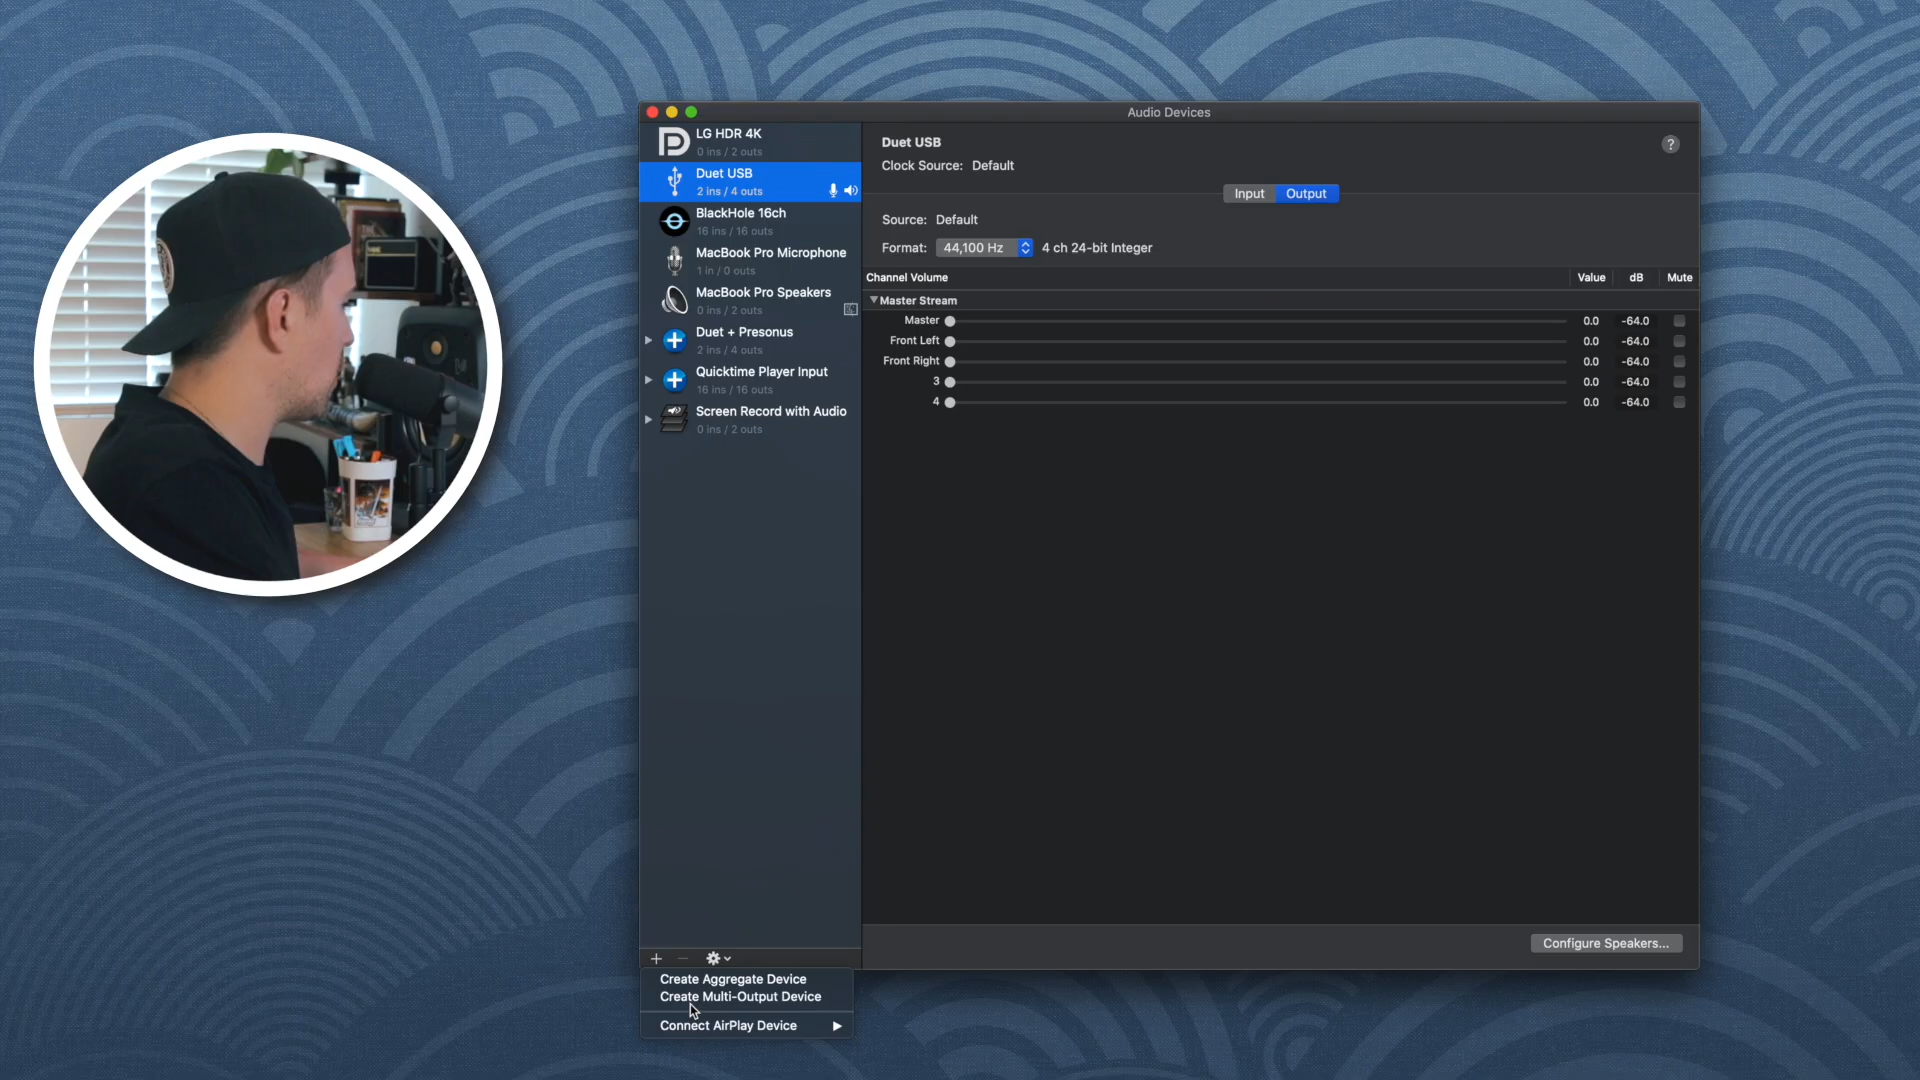 Audio Devices
LG HDR 4K
0 ins / 2 outs
Duet USB
2 ins / 4 outs
BlackHole 16ch
16 ins / 16 outs
MacBook Pro Microphone
1 in / 0 outs
MacBook Pro Speakers
0 ins / 2 outs
Duet + Presonus
2 ins / 4 outs
Quicktime Player Input
16 ins / 16 outs
Screen Record with Audio
0 ins / 2 outs
Duet USB
?
Clock Source: Default
Input Output
Source: Default
Format: 44,100 Hz 4 ch 24-bit Integer
Channel Volume Value dB Mute
Master Stream
Master 0.0 -64.0
Front Left 0.0 -64.0
Front Right 0.0 -64.0
3 0.0 -64.0
4 0.0 -64.0
Configure Speakers...
Create Aggregate Device
Create Multi-Output Device
Connect AirPlay Device